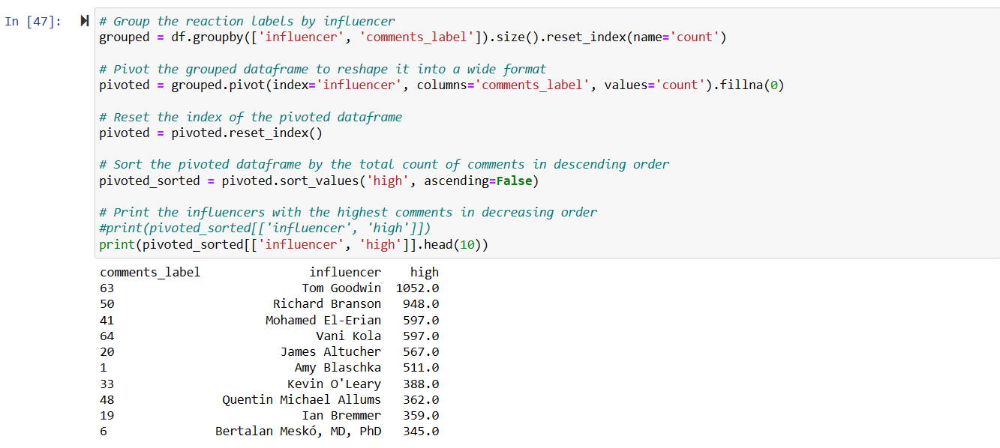 In [47]:
# Group the reaction labels by influencer
grouped = df.groupby(['influencer', 'comments_label']).size().reset_index(name='count')
# Pivot the grouped dataframe to reshape it into a wide format
pivoted = grouped.pivot(index='influencer', columns='comments_label', values='count').fillna(0)
# Reset the index of the pivoted dataframe
pivoted = pivoted.reset_index()
# Sort the pivoted dataframe by the total count of comments in descending order
pivoted_sorted = pivoted.sort_values('high', ascending=False)
# Print the influencers with the highest comments in decreasing order
#print(pivoted_sorted[['influencer', 'high']])
print(pivoted_sorted[['influencer', 'high']].head(10))
comments_label influencer high
63 Tom Goodwin 1052.0
50 Richard Branson 948.0
41 Mohamed El-Erian 597.0
64 Vani Kola 597.0
20 James Altucher 567.0
1 Amy Blaschka 511.0
33 Kevin O'Leary 388.0
48 Quentin Michael Allums 362.0
19 Ian Bremmer 359.0
6 Bertalan Meskó, MD, PhD 345.0